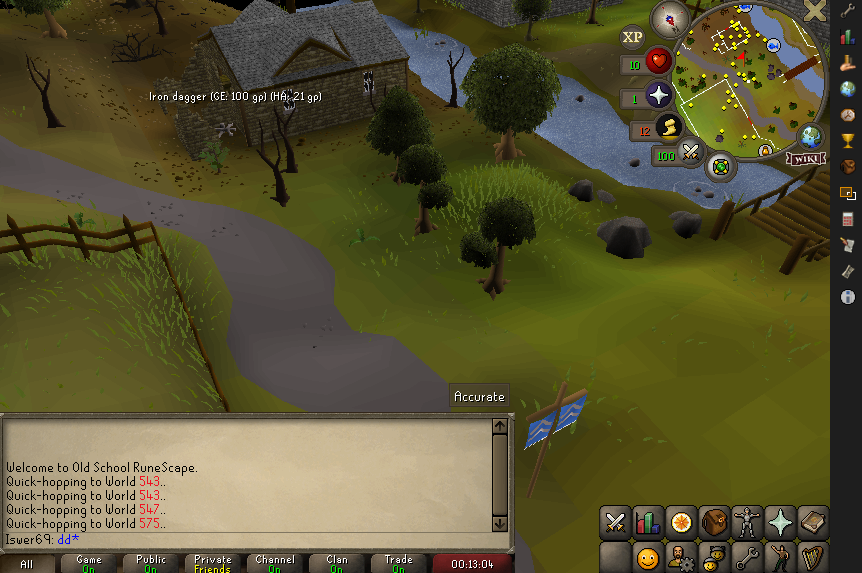 XP
10
Iron dagger (GE: 100 gp) (HA: 21 gp)
1
12
100
WIKI
Accurate
Welcome to Old School RuneScape.
Quick-hopping to World 543..
Quick-hopping to World 543..
Quick-hopping to World 547..
Quick-hopping to World 575..
Iswer69: dd*
All
Game
On
Public
On
Private
Friends
Channel
On
Clan
On
Trade
On
00:13:04